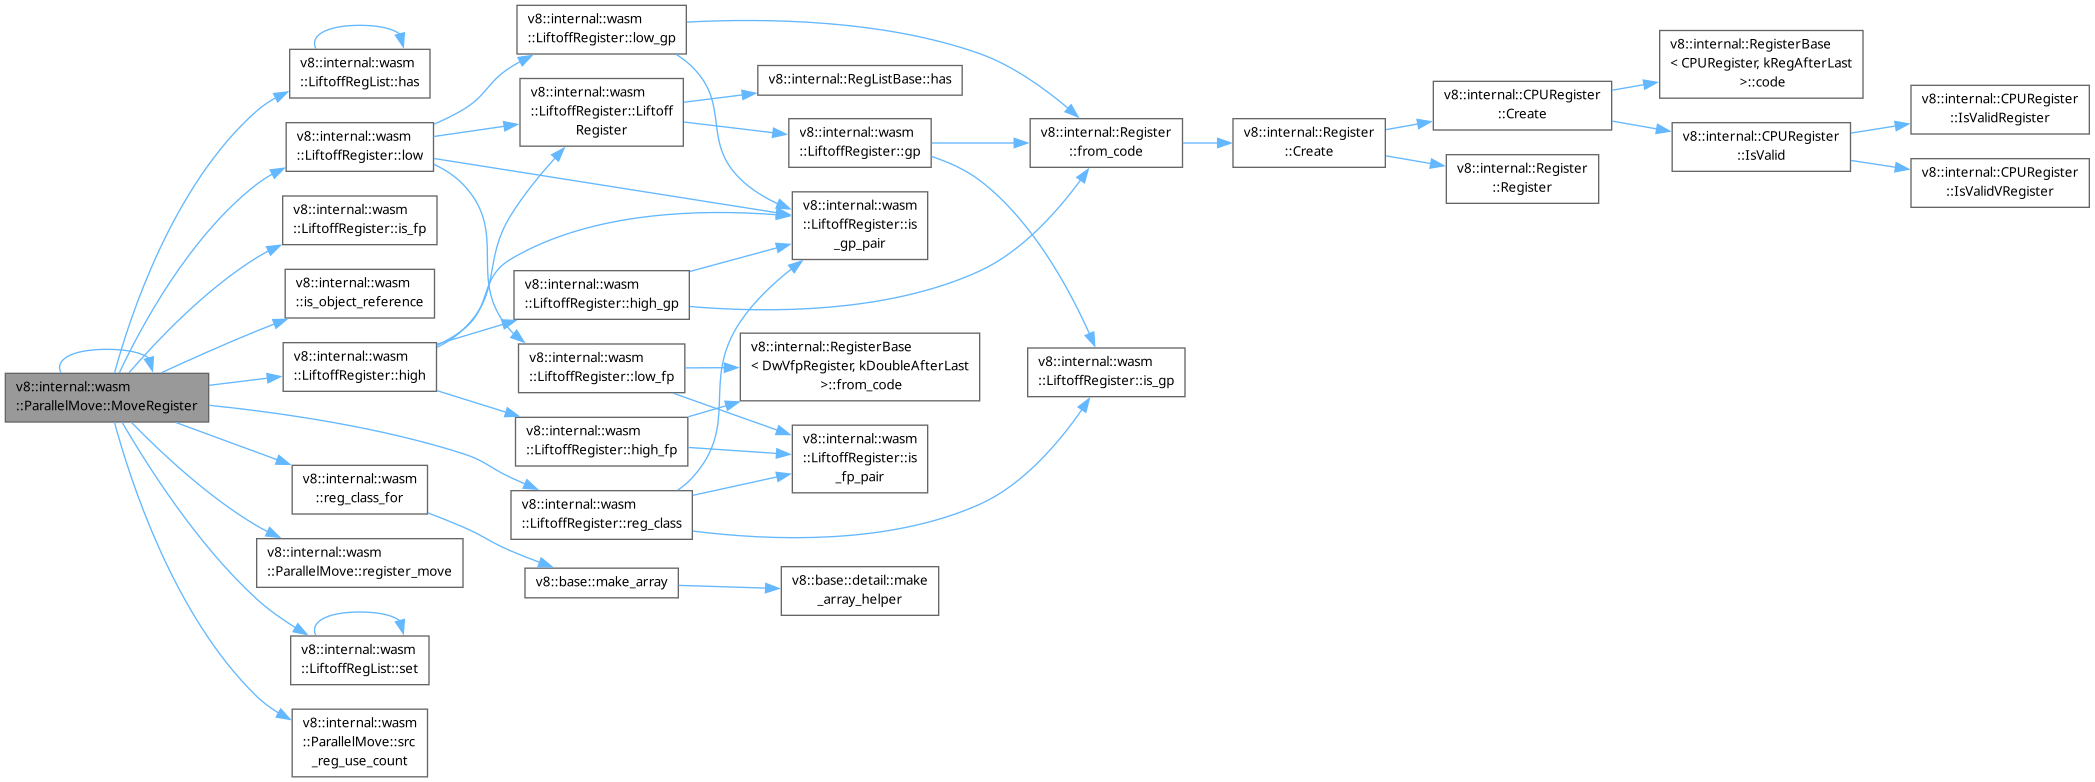 v8::internal::wasm
::ParallelMove::MoveRegister
v8::internal::wasm
::LiftoffRegList::has
v8::internal::wasm
::LiftoffRegister::low
v8::internal::wasm
::LiftoffRegister::is_fp
v8::internal::wasm
::is_object_reference
v8::internal::wasm
::LiftoffRegister::high
v8::internal::wasm
::reg_class_for
v8::internal::wasm
::ParallelMove::register_move
v8::internal::wasm
::LiftoffRegList::set
v8::internal::wasm
::ParallelMove::src
_reg_use_count
v8::internal::wasm
::LiftoffRegister::low_gp
v8::internal::wasm
::LiftoffRegister::Liftoff
Register
v8::internal::wasm
::LiftoffRegister::high_gp
v8::internal::wasm
::LiftoffRegister::low_fp
v8::internal::wasm
::LiftoffRegister::high_fp
v8::internal::wasm
::LiftoffRegister::reg_class
v8::base::make_array
v8::internal::RegListBase::has
v8::internal::wasm
::LiftoffRegister::gp
v8::internal::wasm
::LiftoffRegister::is
_gp_pair
v8::internal::RegisterBase
< DwVfpRegister, kDoubleAfterLast
>::from_code
v8::internal::wasm
::LiftoffRegister::is
_fp_pair
v8::base::detail::make
_array_helper
v8::internal::Register
::from_code
v8::internal::wasm
::LiftoffRegister::is_gp
v8::internal::Register
::Create
v8::internal::CPURegister
::Create
v8::internal::Register
::Register
v8::internal::RegisterBase
< CPURegister, kRegAfterLast
>::code
v8::internal::CPURegister
::IsValid
v8::internal::CPURegister
::IsValidRegister
v8::internal::CPURegister
::IsValidVRegister